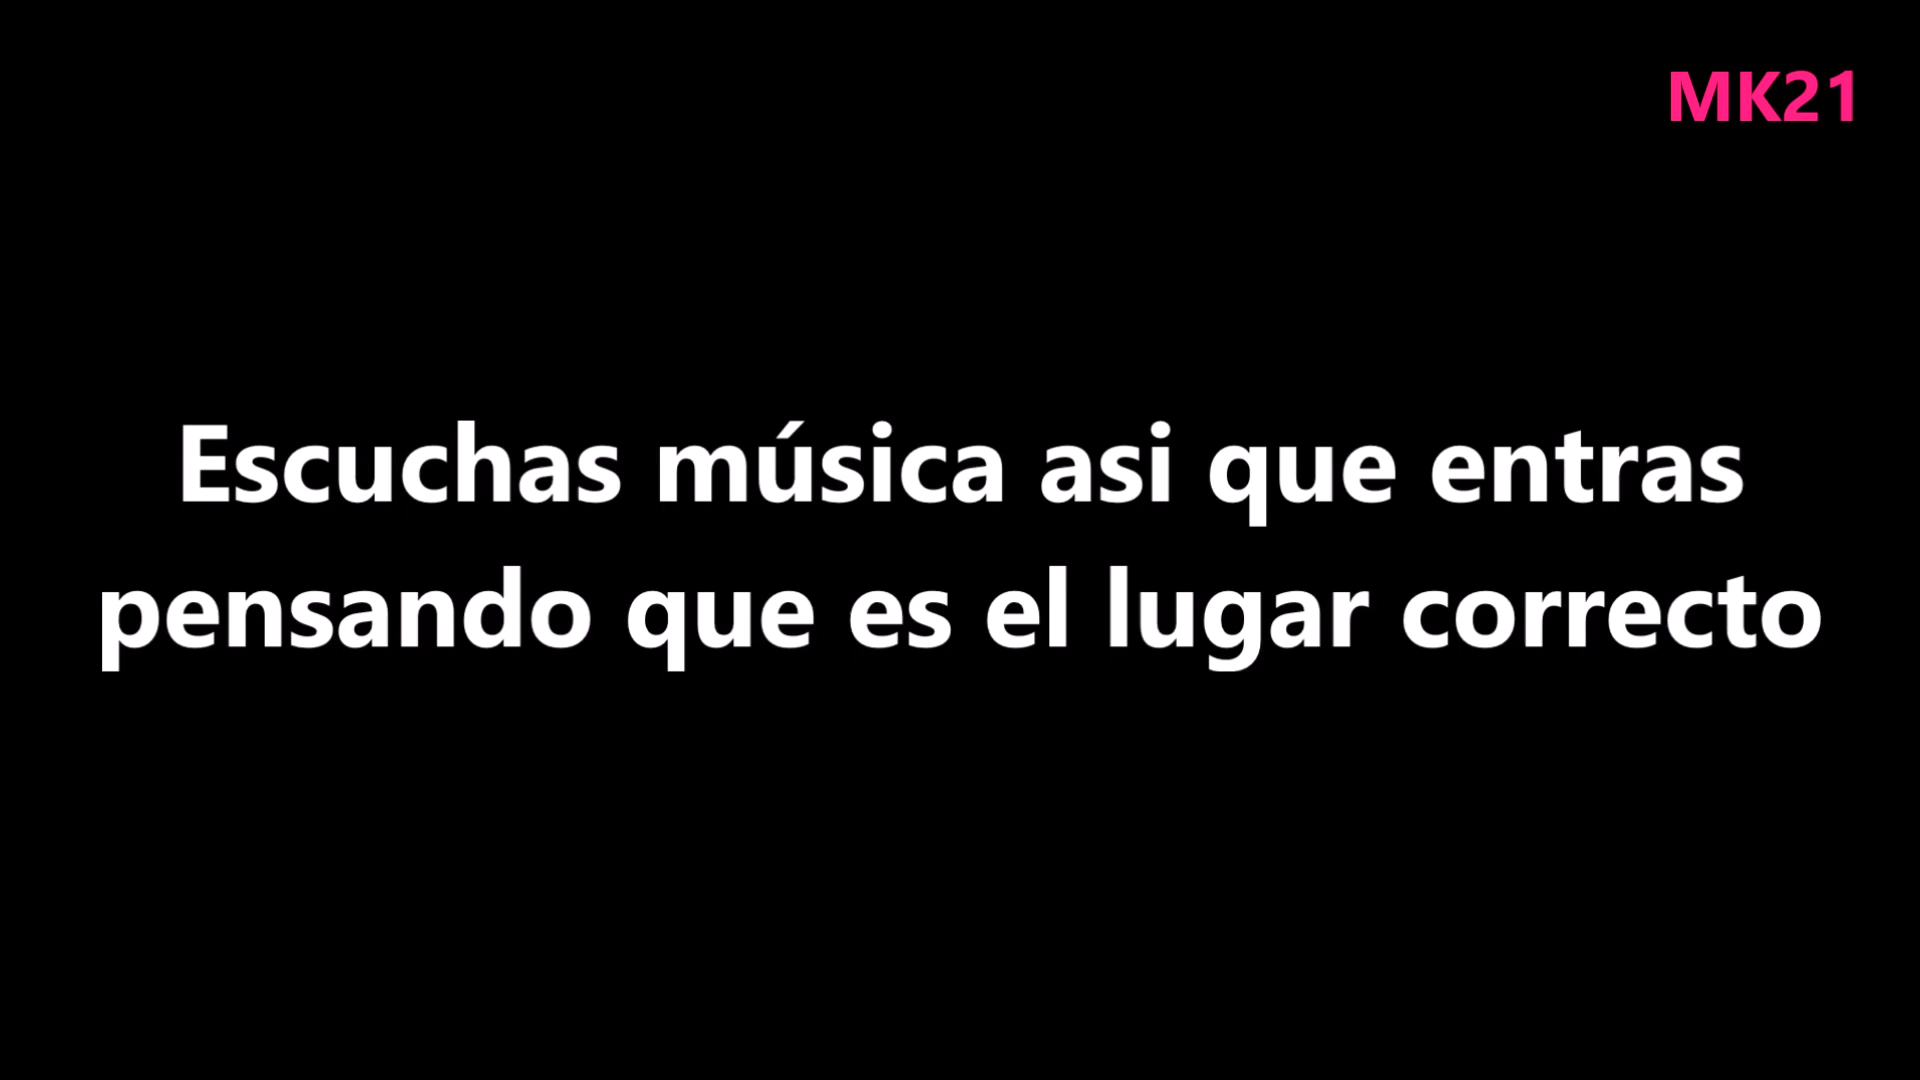 MK21
Escuchas música asi que entras
pensando que es el lugar correcto